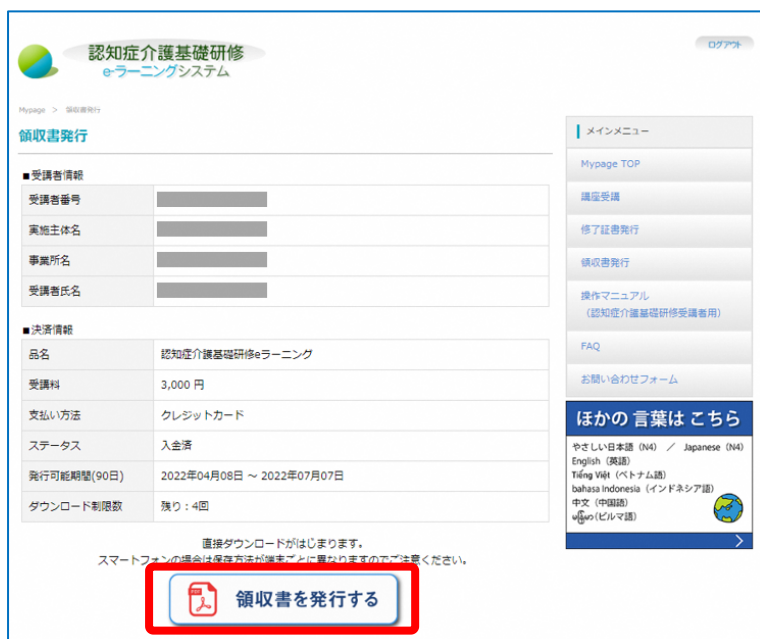 認知症介護基礎研修
e-ラーニングシステム
ログアウト
Mypage > 領収書発行
領収書発行
■受講者情報
受講者番号
実施主体名
事業所名
受講者氏名
■決済情報
品名 認知症介護基礎研修eラーニング
受講料 3,000 円
支払い方法 クレジットカード
ステータス 入金済
発行可能期間(90日) 2022年04月08日 ～ 2022年07月07日
ダウンロード制限数 残り：4回
直接ダウンロードがはじまります。
スマートフォンの場合は保存方法が端末ごとに異なりますのでご注意ください。
PDF
領収書を発行する
メインメニュー
Mypage TOP
講座受講
修了証書発行
領収書発行
操作マニュアル
（認知症介護基礎研修受講者用）
FAQ
お問い合わせフォーム
ほかの 言葉は こちら
やさしい日本語（N4） ／ Japanese（N4）
English（英語）
Tiếng Việt（ベトナム語）
bahasa Indonesia（インドネシア語）
中文（中国語）
မြန်မာ（ビルマ語）